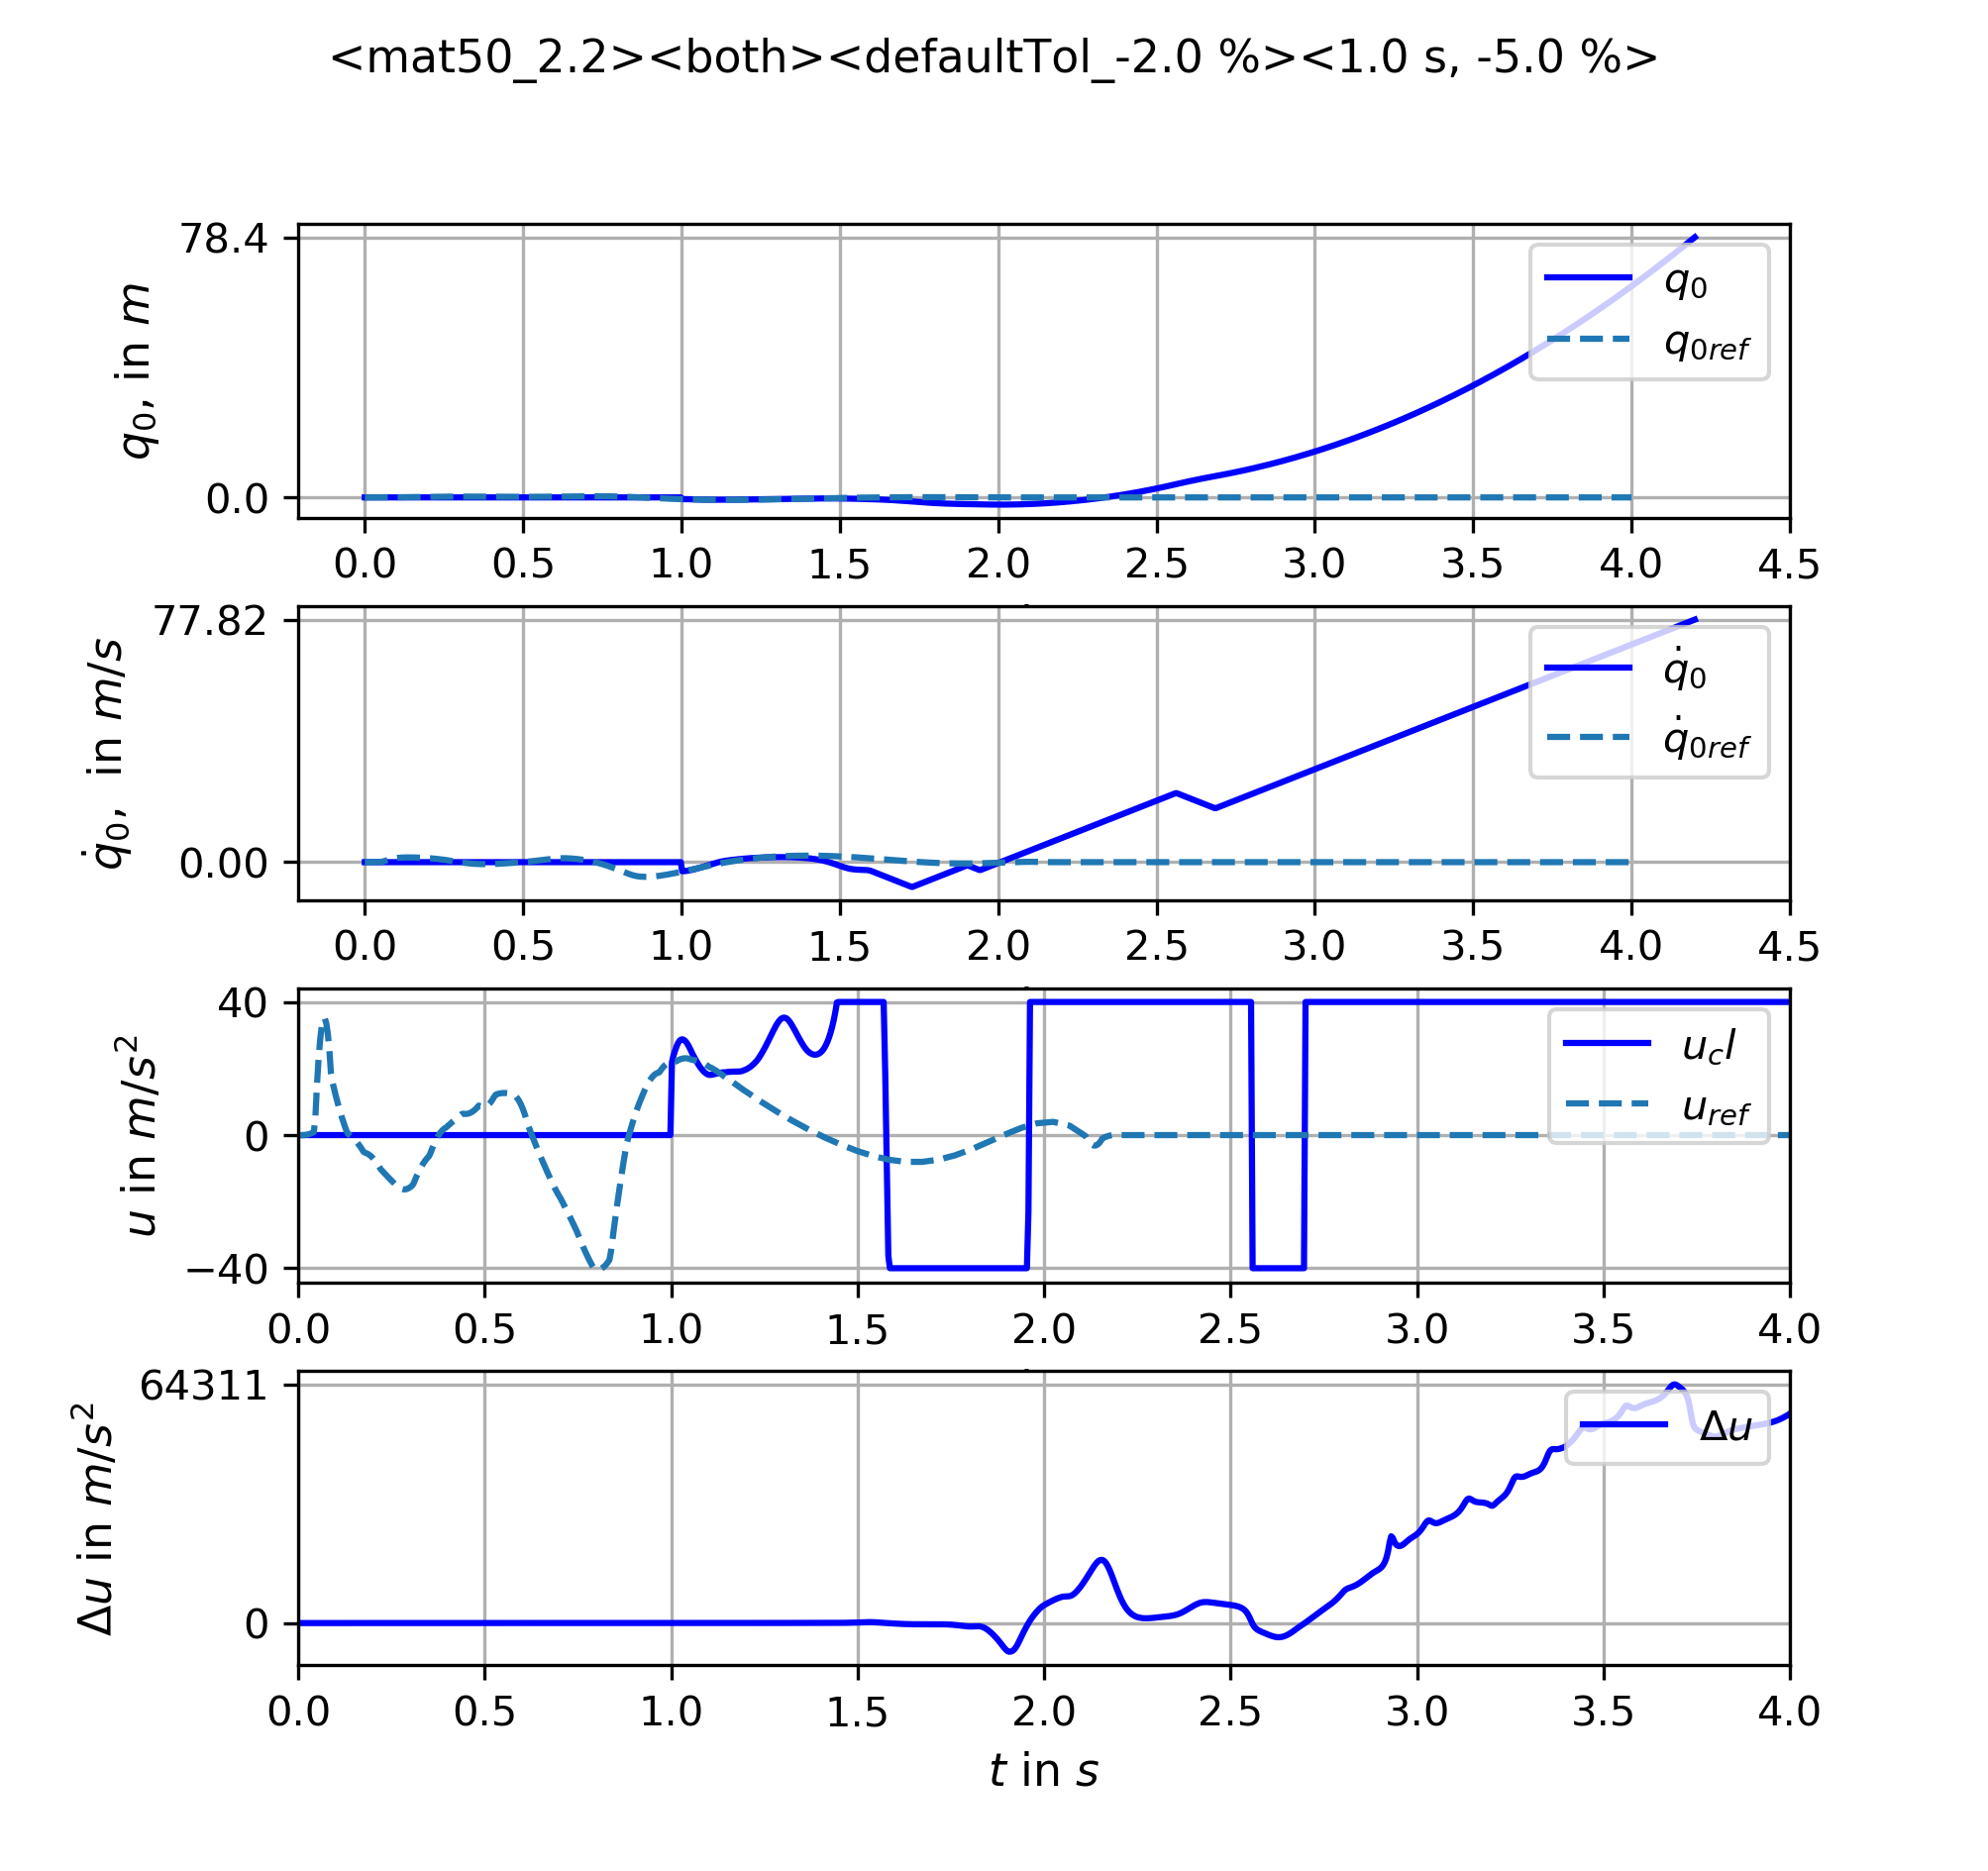 <mat50_2.2><both><defaultTol_-2.0 %><1.0 s, -5.0 %>
q₀, in m
78.4
0.0
q₀
q₀ref
0.0 0.5 1.0 1.5 2.0 2.5 3.0 3.5 4.0 4.5
q̇₀, in m/s
77.82
0.00
q̇₀
q̇₀ref
0.0 0.5 1.0 1.5 2.0 2.5 3.0 3.5 4.0 4.5
u in m/s²
40
0
−40
u_cl
u_ref
0.0 0.5 1.0 1.5 2.0 2.5 3.0 3.5 4.0
Δu in m/s²
64311
0
Δu
0.0 0.5 1.0 1.5 2.0 2.5 3.0 3.5 4.0
t in s